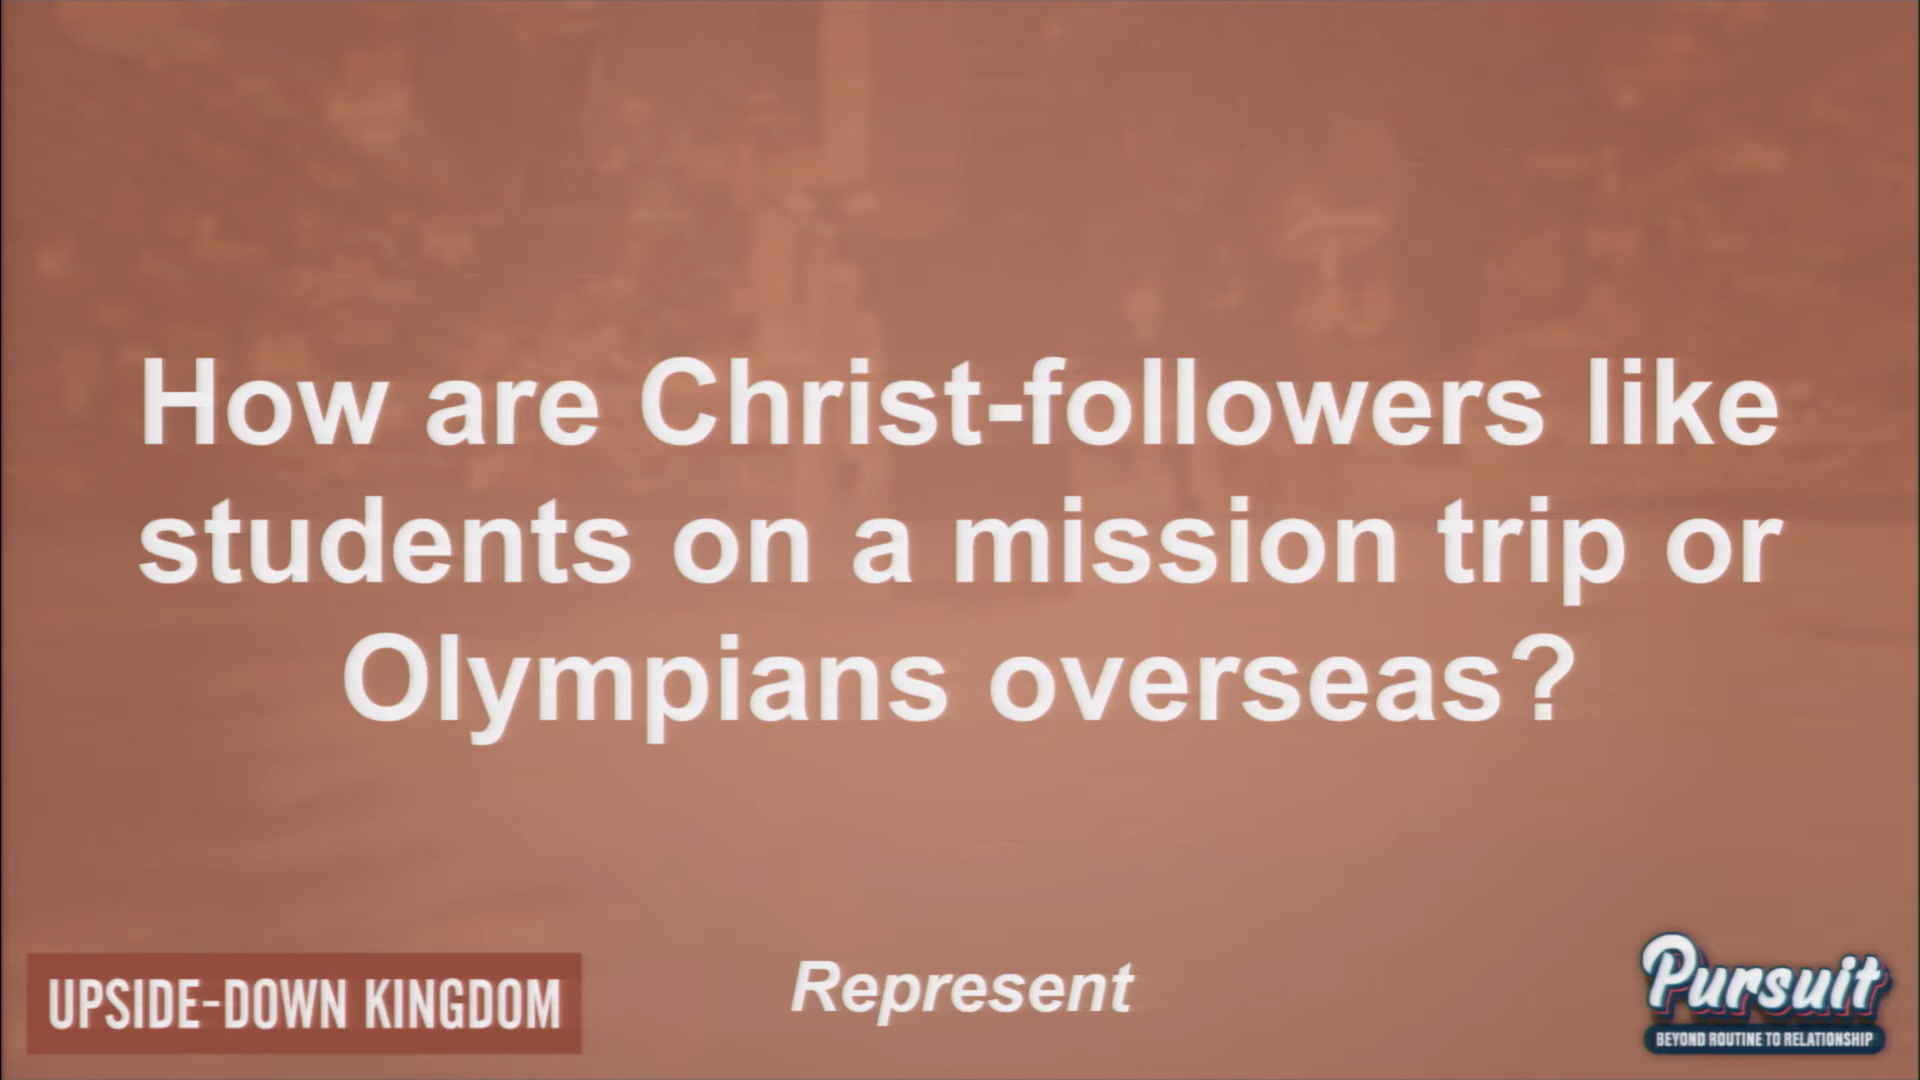 How are Christ-followers like
students on a mission trip or
Olympians overseas?
UPSIDE-DOWN KINGDOM
Represent
Pursuit
BEYOND ROUTINE TO RELATIONSHIP